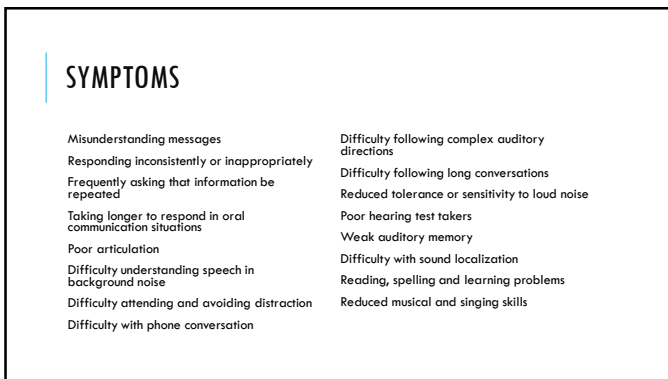 SYMPTOMS
Misunderstanding messages
Responding inconsistently or inappropriately
Frequently asking that information be
repeated
Taking longer to respond in oral
communication situations
Poor articulation
Difficulty understanding speech in
background noise
Difficulty attending and avoiding distraction
Difficulty with phone conversation
Difficulty following complex auditory
directions
Difficulty following long conversations
Reduced tolerance or sensitivity to loud noise
Poor hearing test takers
Weak auditory memory
Difficulty with sound localization
Reading, spelling and learning problems
Reduced musical and singing skills